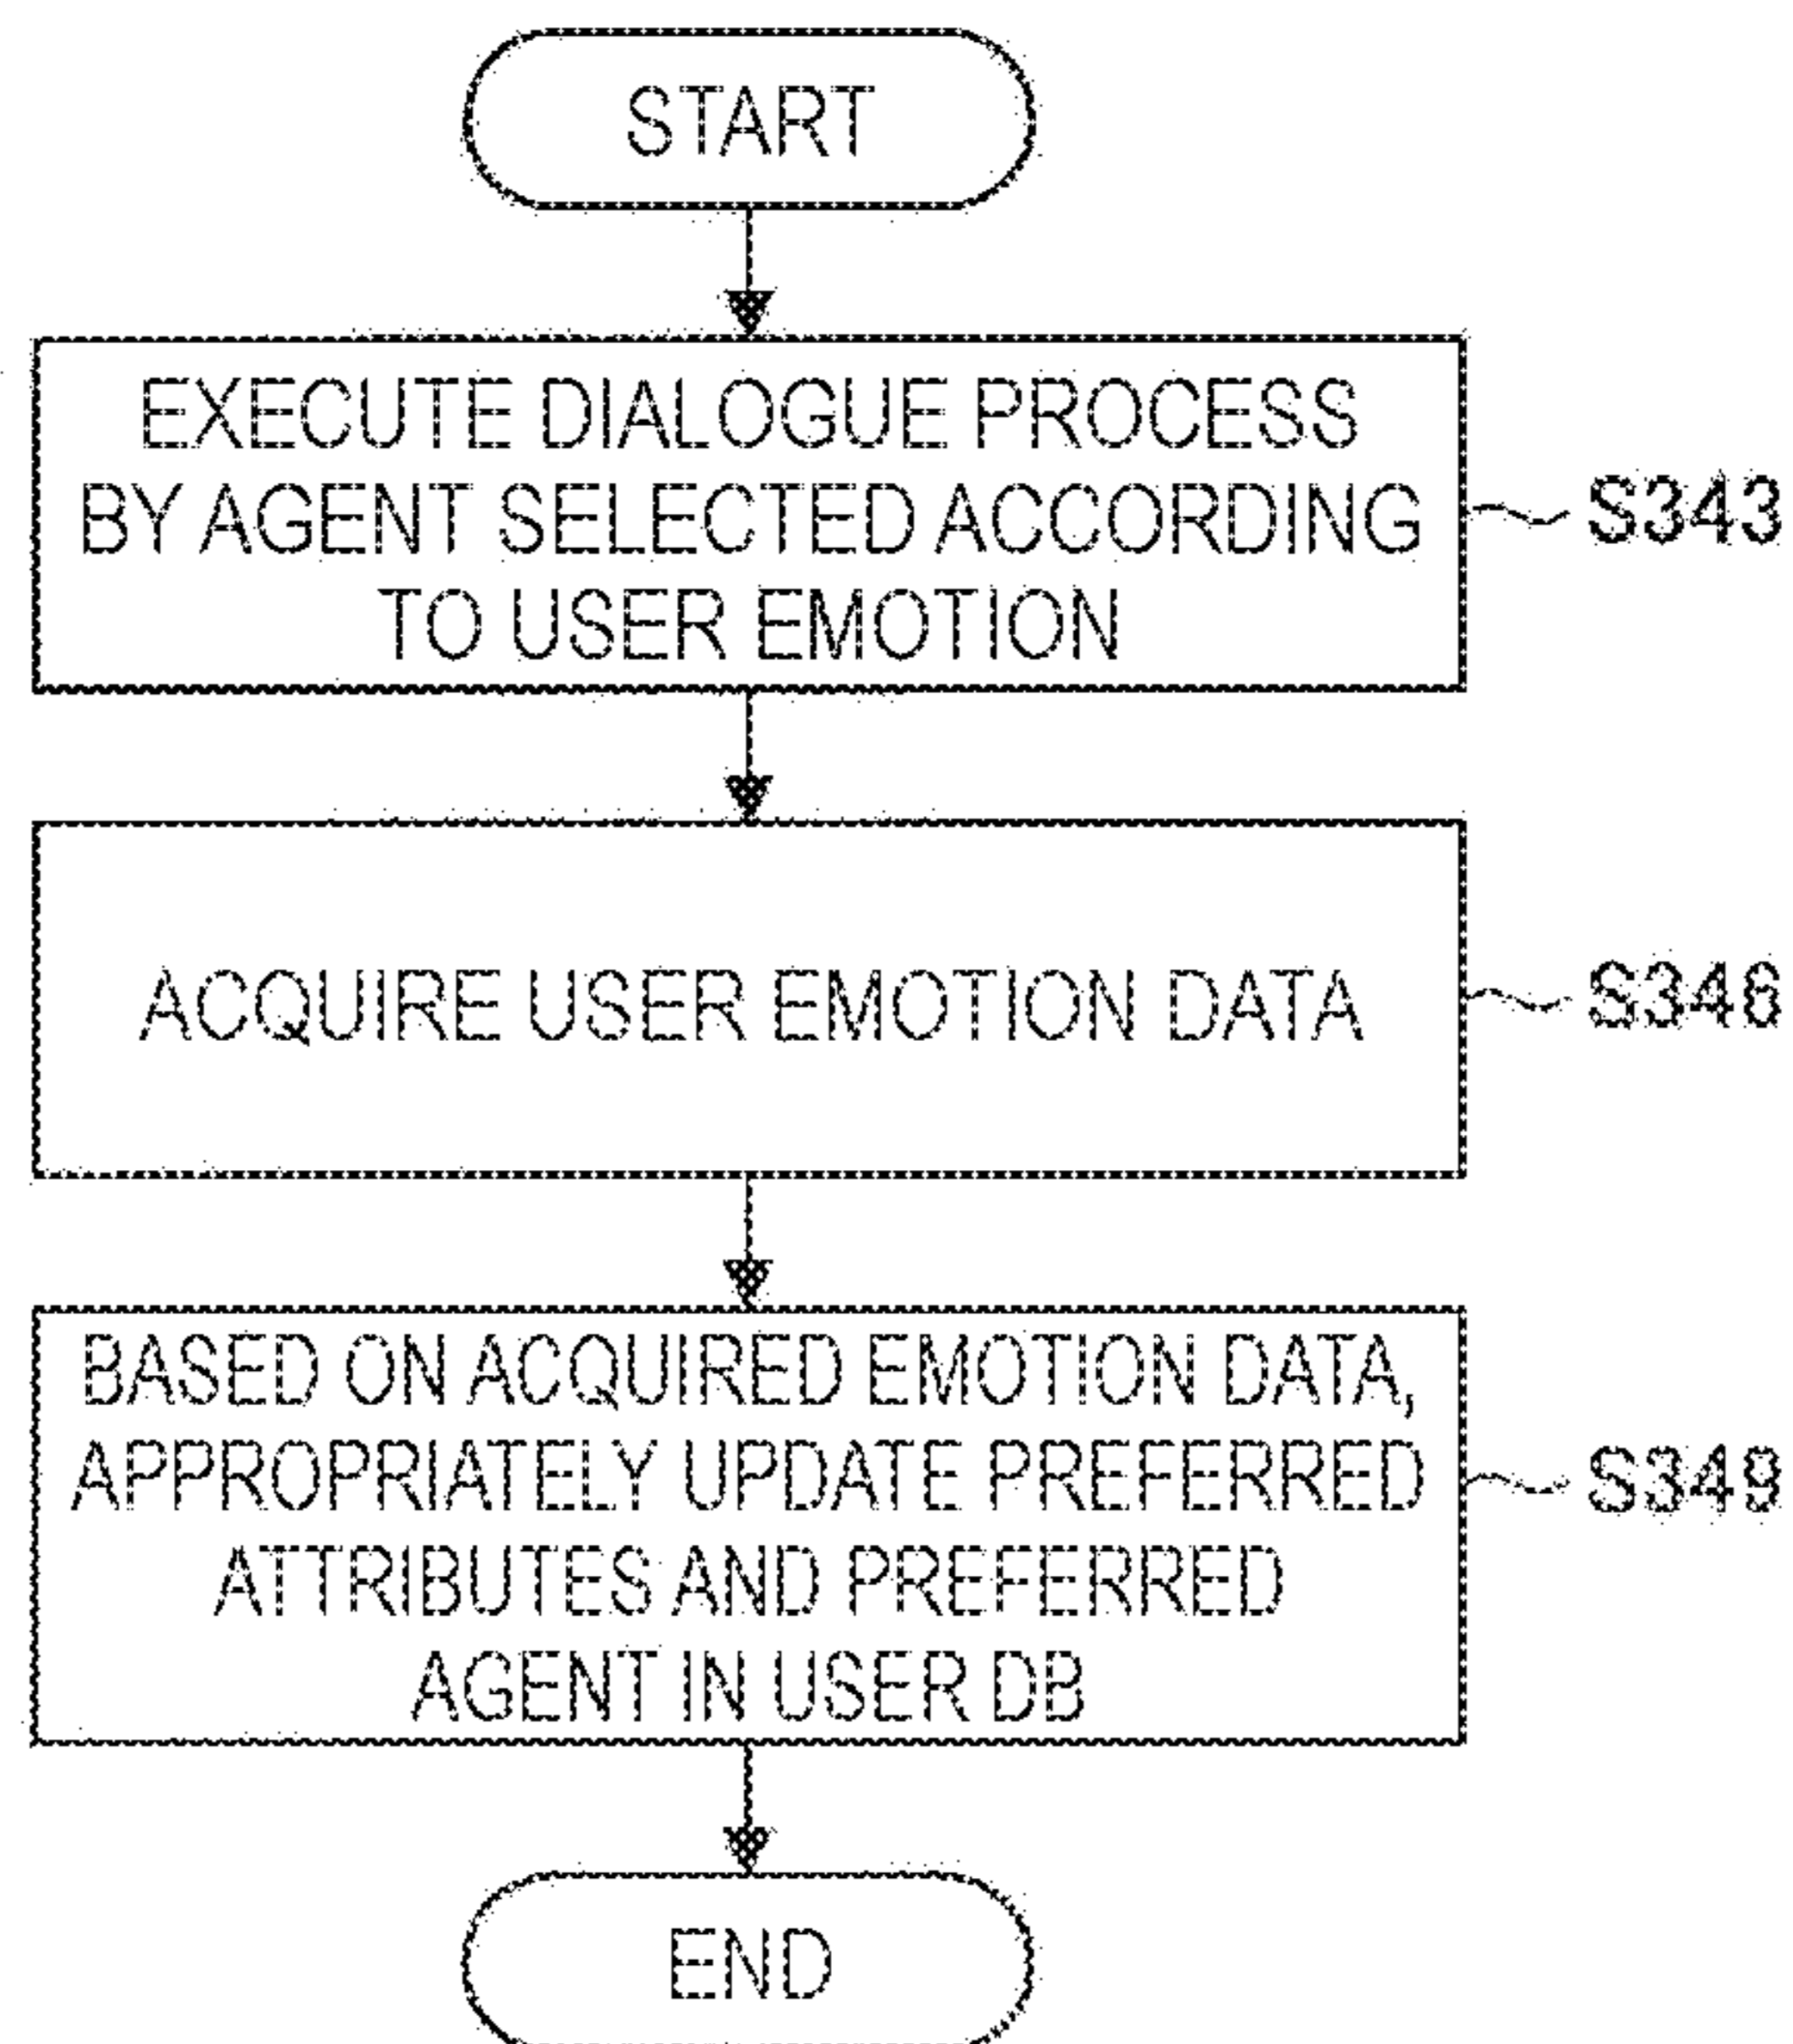 START
EXECUTE DIALOGUE PROCESS
BY AGENT SELECTED ACCORDING
TO USER EMOTION
S343
ACQUIRE USER EMOTION DATA
S346
BASED ON ACQUIRED EMOTION DATA,
APPROPRIATELY UPDATE PREFERRED
ATTRIBUTES AND PREFERRED
AGENT IN USER DB
S349
END